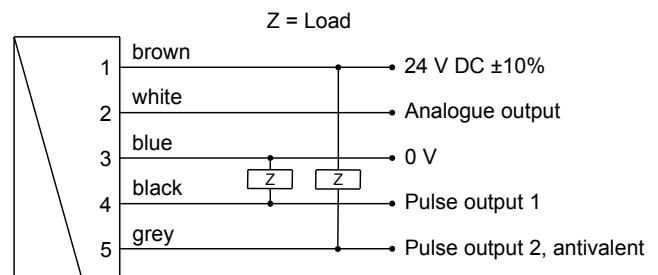 Z = Load
brown
1 24 V DC ±10%
white
2 Analogue output
blue
3 0 V
Z Z
black
4 Pulse output 1
grey
5 Pulse output 2, antivalent